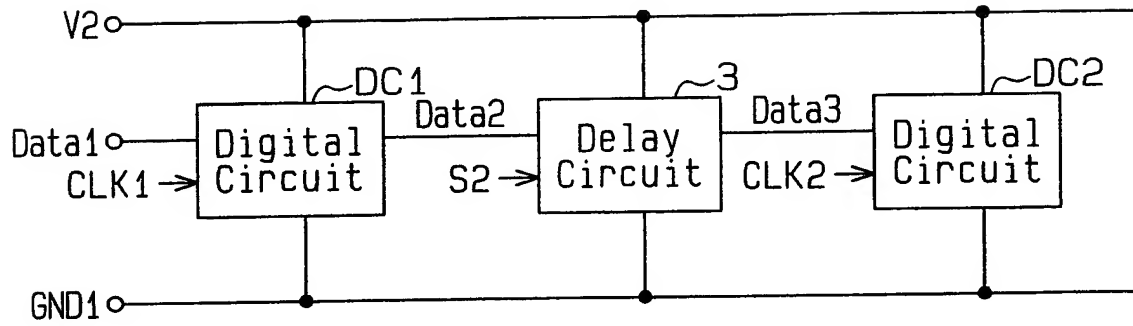 V2
DC1
3
DC2
Data1
Digital
Circuit
Data2
Delay
Circuit
Data3
Digital
Circuit
CLK1
S2
CLK2
GND1